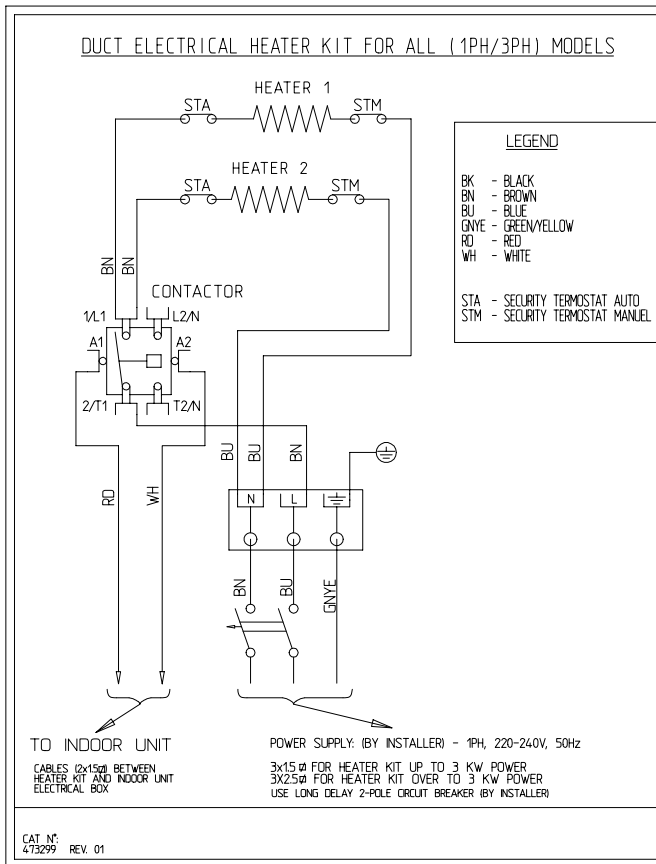 DUCT ELECTRICAL HEATER KIT FOR ALL (1PH/3PH) MODELS
HEATER 1
STA
STM
HEATER 2
STA
STM
LEGEND
BK - BLACK
BN - BROWN
BU - BLUE
GNYE - GREEN/YELLOW
RD - RED
WH - WHITE
STA - SECURITY TERMOSTAT AUTO
STM - SECURITY TERMOSTAT MANUEL
BN
BN
CONTACTOR
1/L1
L2/N
A1
A2
2/T1
T2/N
BU
BU
BN
RD
WH
N
L
BN
BU
GNYE
TO INDOOR UNIT
CABLES (2x1.5⌀) BETWEEN
HEATER KIT AND INDOOR UNIT
ELECTRICAL BOX
POWER SUPPLY: (BY INSTALLER) - 1PH, 220-240V, 50Hz
3x1.5 ⌀ FOR HEATER KIT UP TO 3 KW POWER
3X2.5 ⌀ FOR HEATER KIT OVER TO 3 KW POWER
USE LONG DELAY 2-POLE CIRCUIT BREAKER (BY INSTALLER)
CAT Nº:
473299 REV. 01